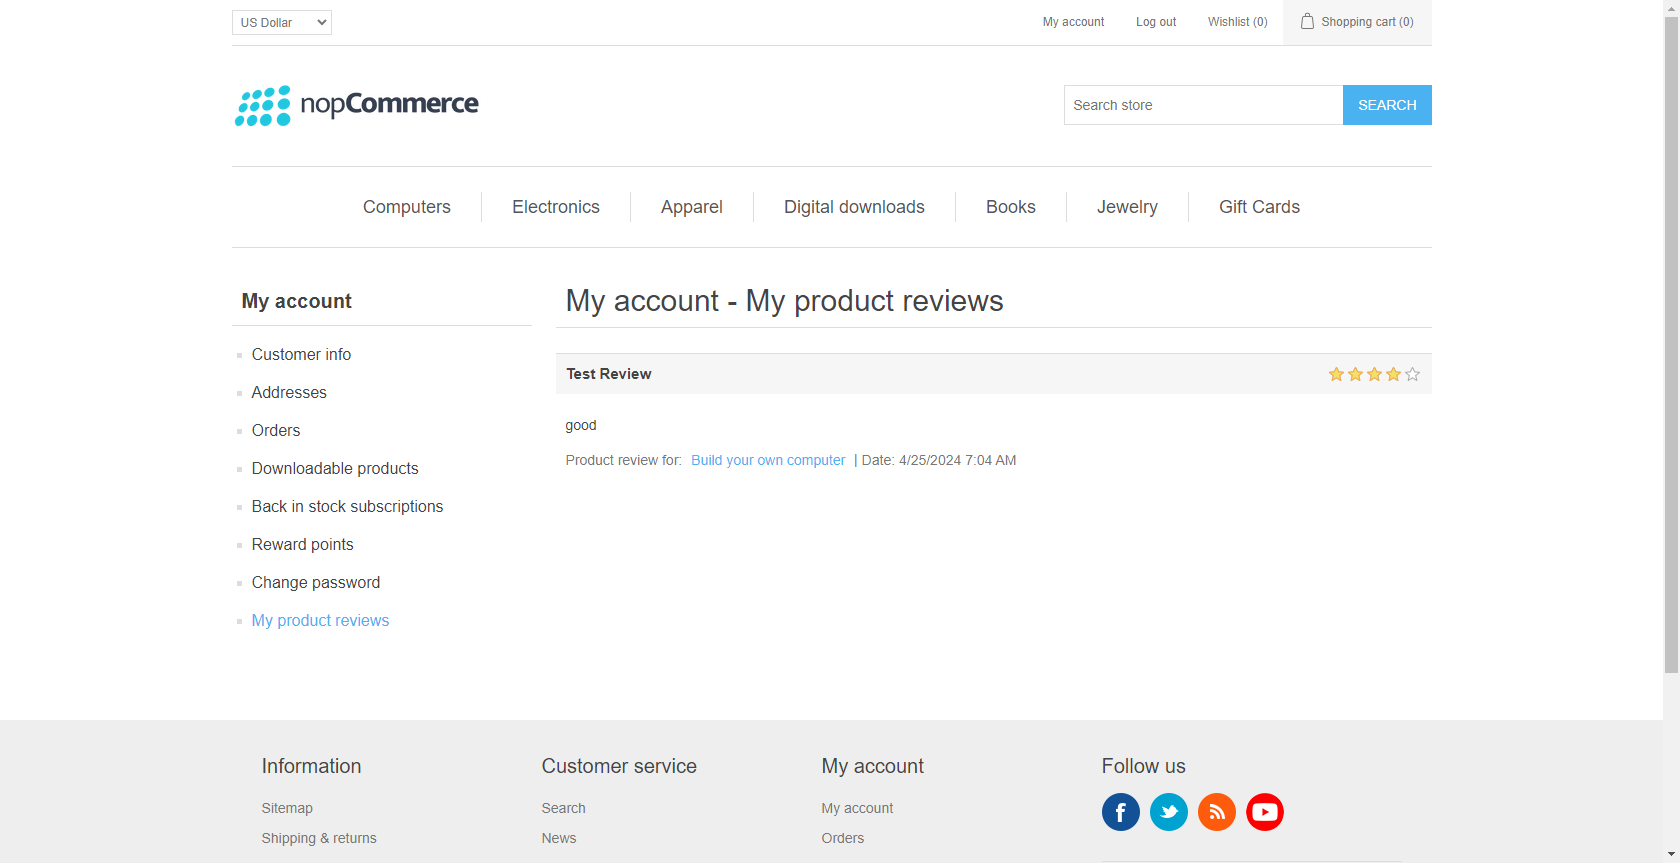 US Dollar
My account
Log out
Wishlist (0)
Shopping cart (0)
nopCommerce
Search store
SEARCH
Computers
Electronics
Apparel
Digital downloads
Books
Jewelry
Gift Cards
My account
Customer info
Addresses
Orders
Downloadable products
Back in stock subscriptions
Reward points
Change password
My product reviews
My account - My product reviews
Test Review
good
Product review for: Build your own computer | Date: 4/25/2024 7:04 AM
Information
Sitemap
Shipping & returns
Customer service
Search
News
My account
My account
Orders
Follow us